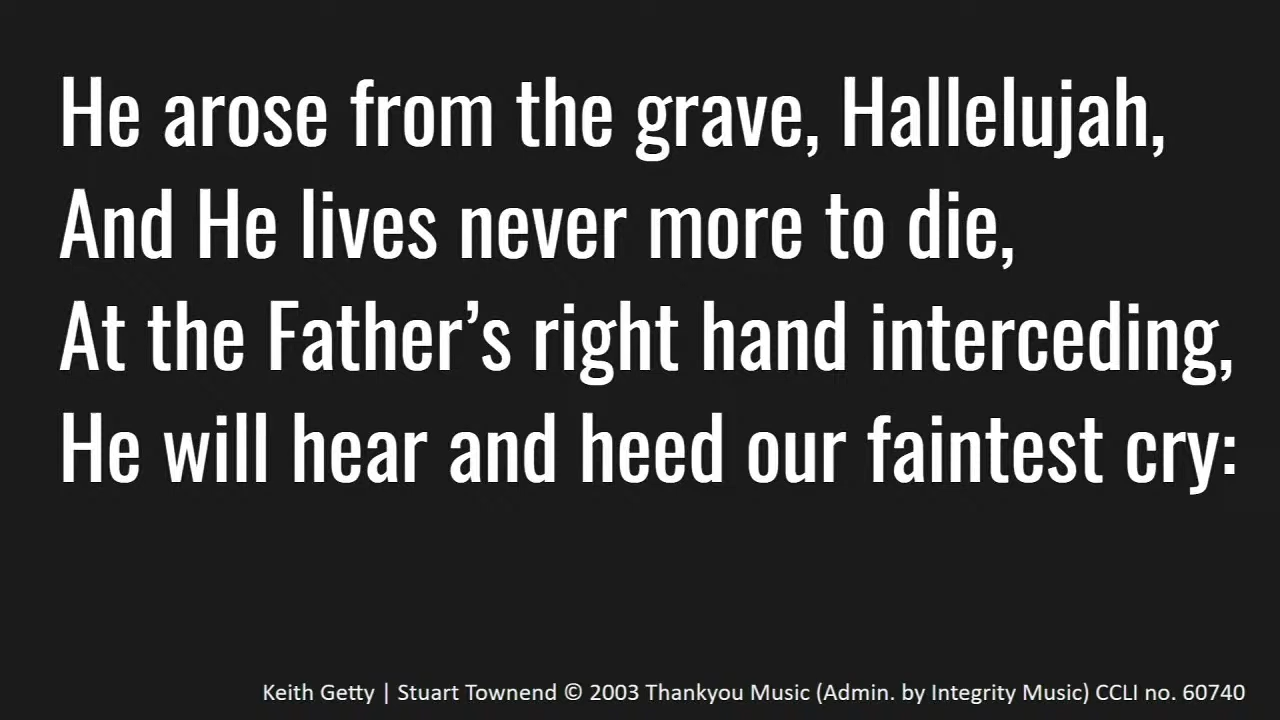 He arose from the grave, Hallelujah,
And He lives never more to die,
At the Father’s right hand interceding,
He will hear and heed our faintest cry:
Keith Getty | Stuart Townend © 2003 Thankyou Music (Admin. by Integrity Music) CCLI no. 60740